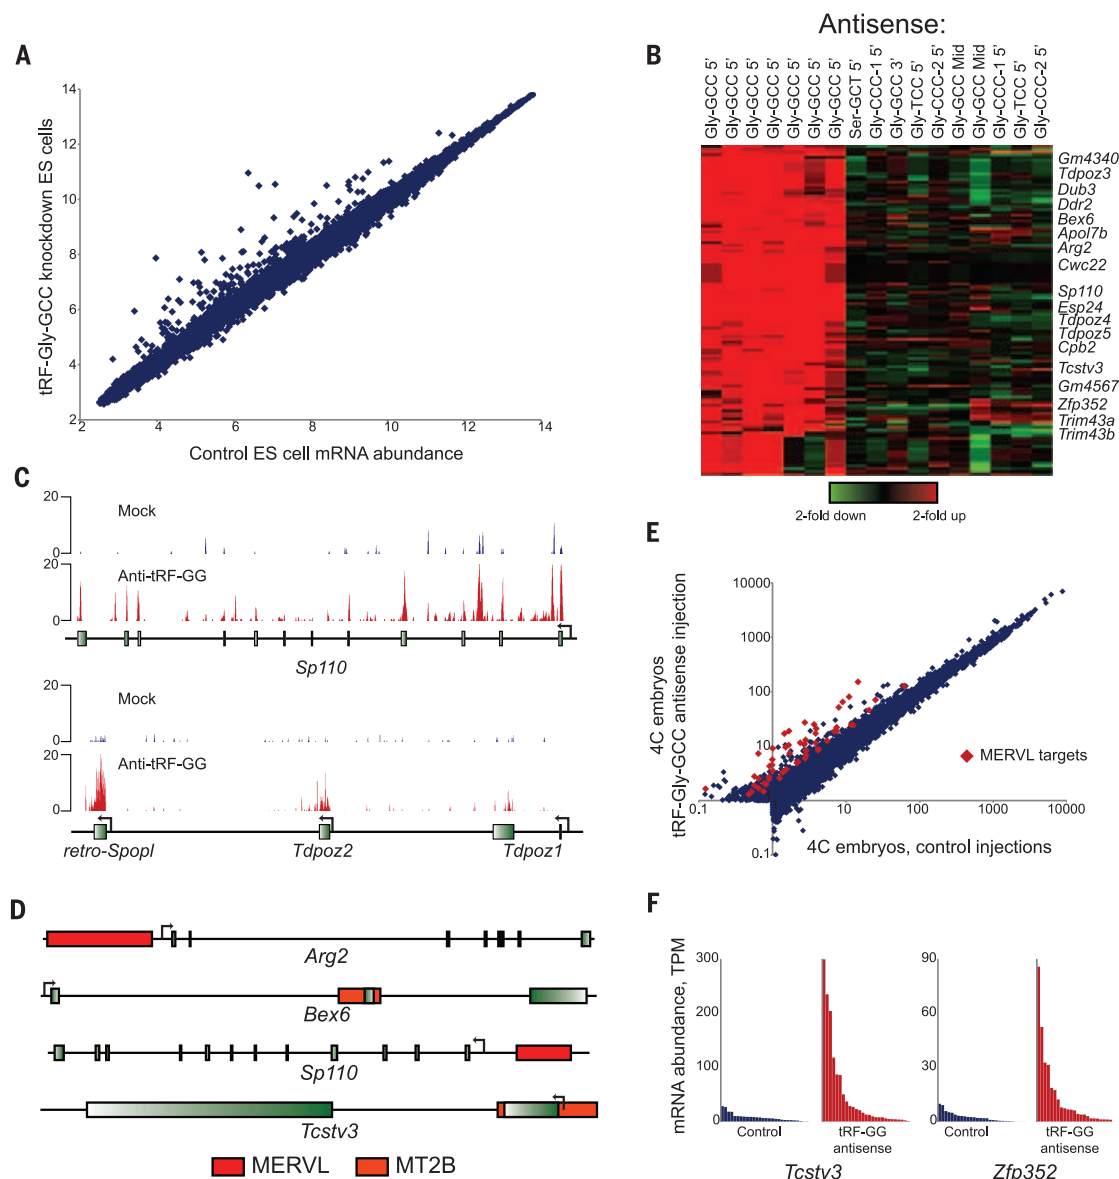 A
14
12
10
8
6
4
2
2
4
6
8
10
12
14
tRF-Gly-GCC knockdown ES cells
Control ES cell mRNA abundance
B
Antisense:
Gly-GCC 5’
Gly-GCC 5’
Gly-GCC 5’
Gly-GCC 5’
Gly-GCC 5’
Gly-GCC 5’
Gly-GCC 5’
Ser-GCT 5’
Gly-CCC-1 5’
Gly-GCC 3’
Gly-TCC 5’
Gly-CCC-2 5’
Gly-GCC Mid
Gly-GCC Mid
Gly-CCC-1 5’
Gly-TCC 5’
Gly-CCC-2 5’
Gm4340
Tdpoz3
Dub3
Ddr2
Bex6
Apol7b
Arg2
Cwc22
Sp110
Esp24
Tdpoz4
Tdpoz5
Cpb2
Tcstv3
Gm4567
Zfp352
Trim43a
Trim43b
2-fold down
2-fold up
C
20
0
Mock
20
0
Anti-tRF-GG
Sp110
20
0
Mock
20
0
Anti-tRF-GG
retro-Spopl
Tdpoz2
Tdpoz1
D
Arg2
Bex6
Sp110
Tcstv3
MERVL
MT2B
E
10000
1000
100
10
0.1
0.1
10
100
1000
10000
4C embryos
tRF-Gly-GCC antisense injection
MERVL targets
4C embryos, control injections
F
mRNA abundance, TPM
300
200
100
0
Control
tRF-GG
antisense
Tcstv3
90
60
30
0
Control
tRF-GG
antisense
Zfp352